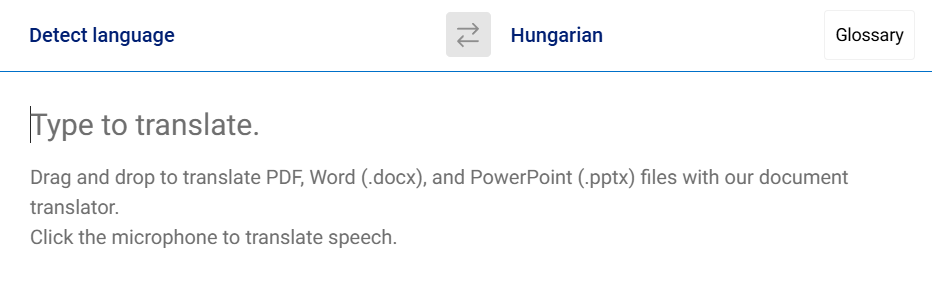 Detect language
Hungarian
Glossary
Type to translate.
Drag and drop to translate PDF, Word (.docx), and PowerPoint (.pptx) files with our document
translator.
Click the microphone to translate speech.